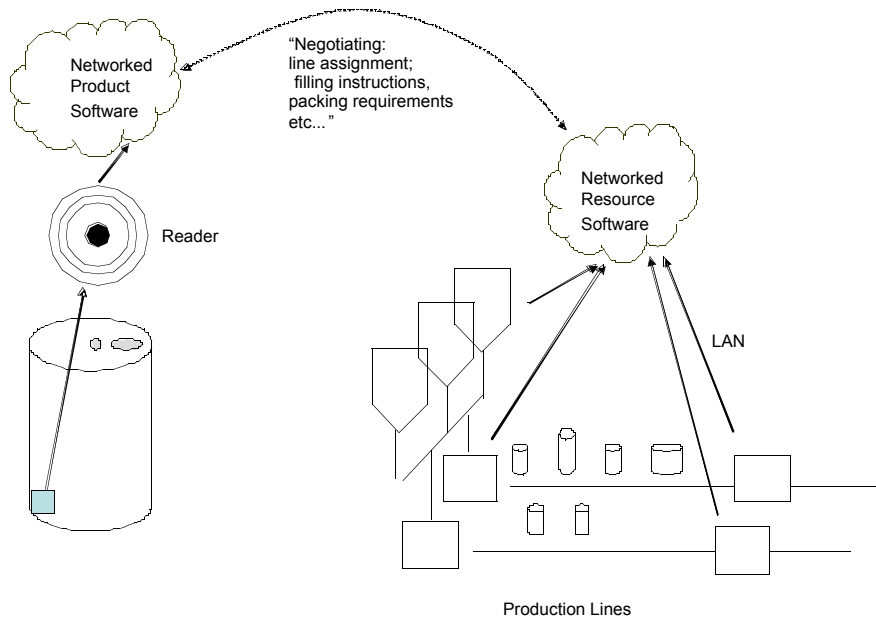 Networked
Product
Software
“Negotiating:
line assignment;
filling instructions,
packing requirements
etc... ”
Networked
Resource
Software
Reader
LAN
Production Lines